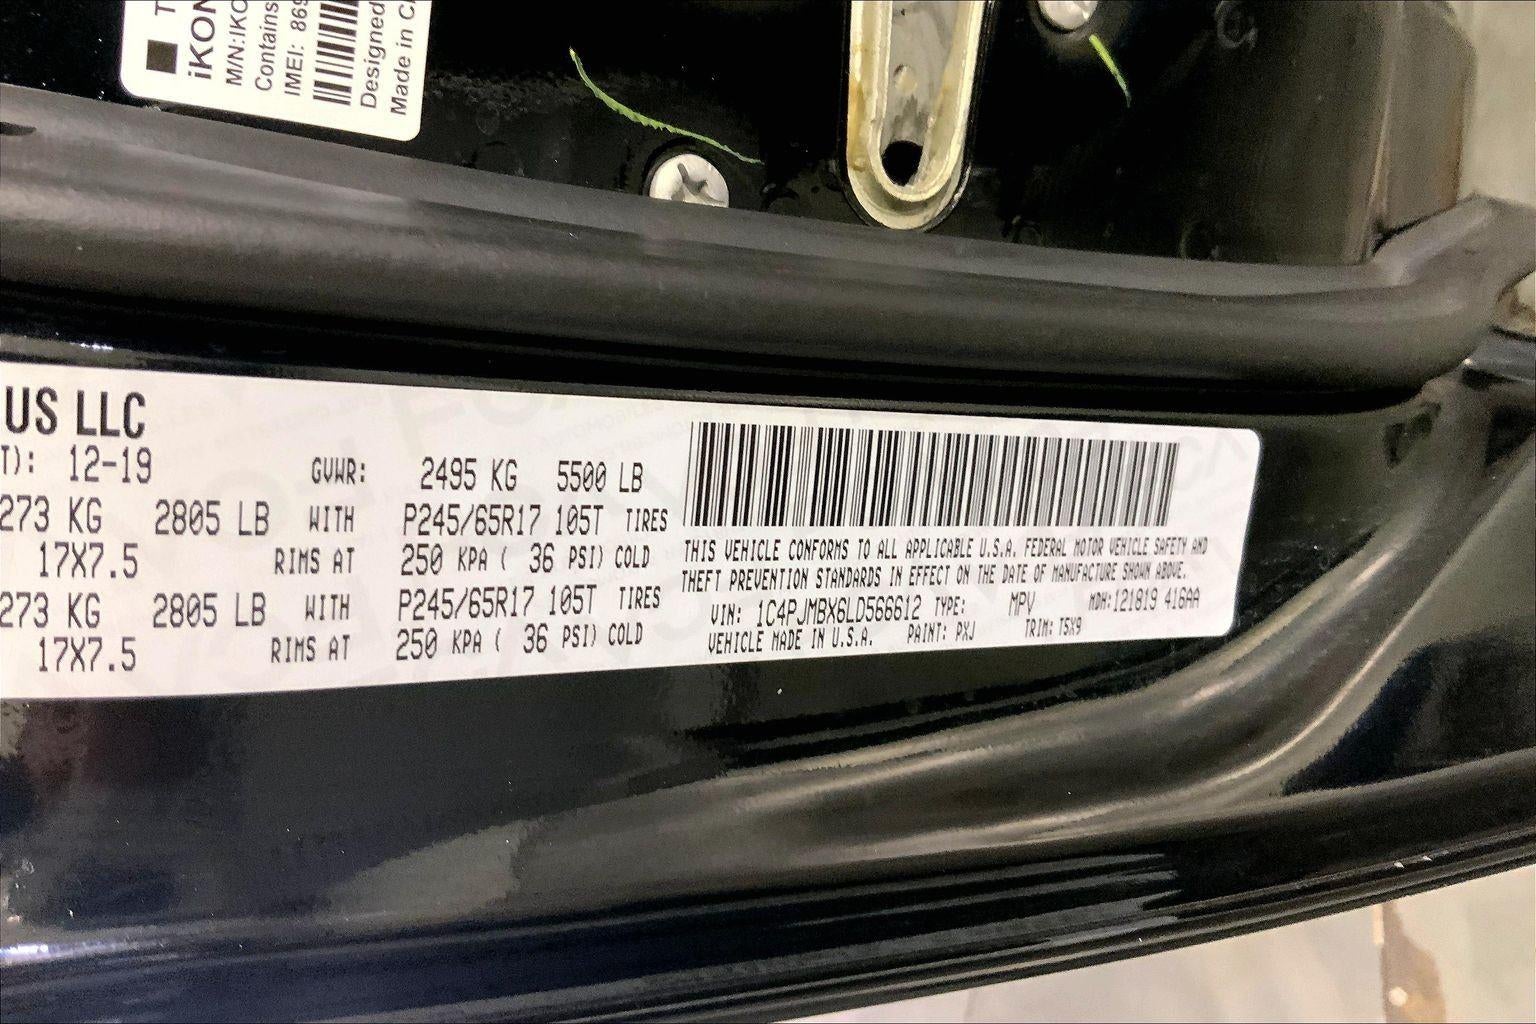 iKON
M/N:IKO
Contains
IMEI: 869
Designed
Made in C
US LLC
T): 12-19 GVWR: 2495 KG 5500 LB
273 KG 2805 LB WITH P245/65R17 105T TIRES
17X7.5 RIMS AT 250 KPA ( 36 PSI) COLD
273 KG 2805 LB WITH P245/65R17 105T TIRES
17X7.5 RIMS AT 250 KPA ( 36 PSI) COLD
THIS VEHICLE CONFORMS TO ALL APPLICABLE U.S.A. FEDERAL MOTOR VEHICLE SAFETY AND
THEFT PREVENTION STANDARDS IN EFFECT ON THE DATE OF MANUFACTURE SHOWN ABOVE.
VIN: 1C4PJMBX6LD566612 TYPE: MPV MDH:121819 416AA
VEHICLE MADE IN U.S.A. PAINT: PXJ TRIM: T5X9